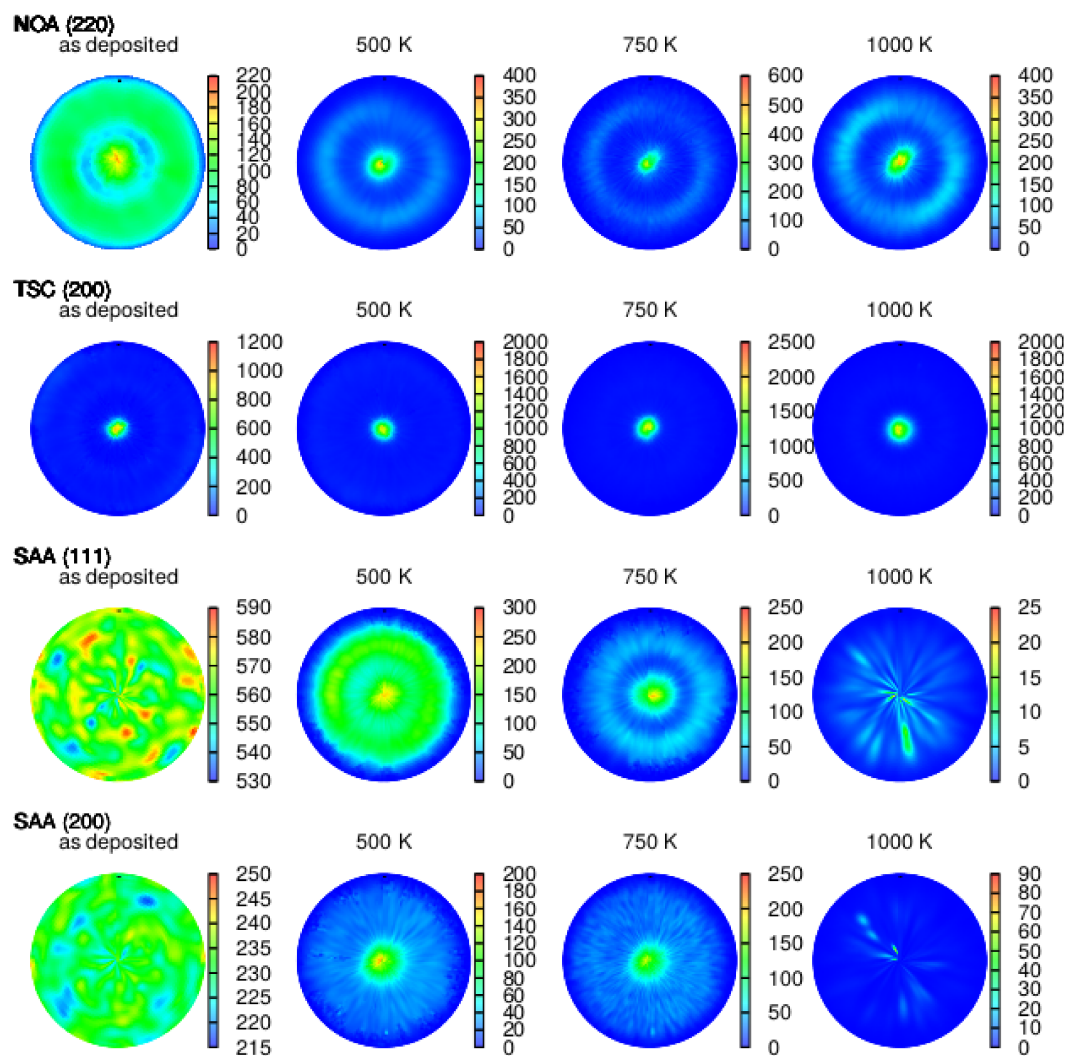 NOA (220)
as deposited 500 K 750 K 1000 K
220 200 180 160 140 120 100 80 60 40 20 0
400 350 300 250 200 150 100 50 0
600 500 400 300 200 100 0
400 350 300 250 200 150 100 50 0
TSC (200)
as deposited 500 K 750 K 1000 K
1200 1000 800 600 400 200 0
2000 1800 1600 1400 1200 1000 800 600 400 200 0
2500 2000 1500 1000 500 0
2000 1800 1600 1400 1200 1000 800 600 400 200 0
SAA (111)
as deposited 500 K 750 K 1000 K
590 580 570 560 550 540 530
300 250 200 150 100 50 0
250 200 150 100 50 0
25 20 15 10 5 0
SAA (200)
as deposited 500 K 750 K 1000 K
250 245 240 235 230 225 220 215
200 180 160 140 120 100 80 60 40 20 0
250 200 150 100 50 0
90 80 70 60 50 40 30 20 10 0